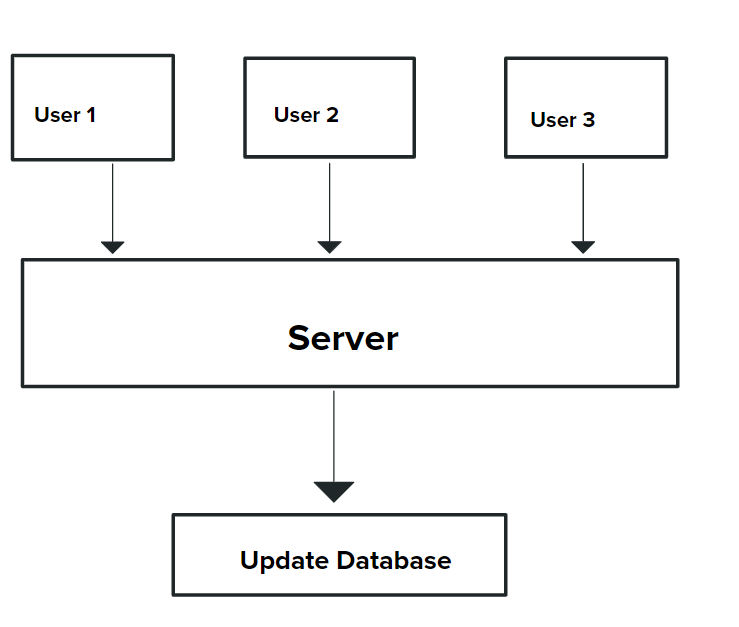 User 1
User 2
User 3
Server
Update Database